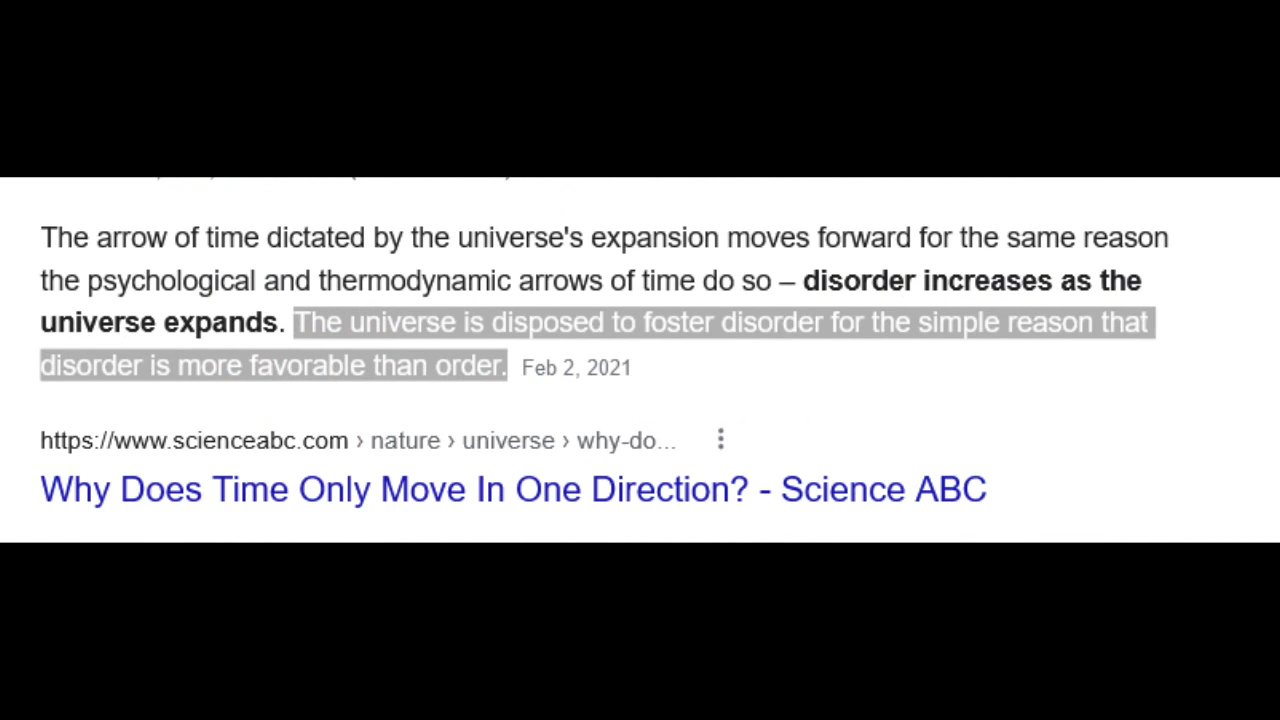 The arrow of time dictated by the universe's expansion moves forward for the same reason
the psychological and thermodynamic arrows of time do so – disorder increases as the
universe expands. The universe is disposed to foster disorder for the simple reason that
disorder is more favorable than order. Feb 2, 2021
https://www.scienceabc.com › nature › universe › why-do...
Why Does Time Only Move In One Direction? - Science ABC